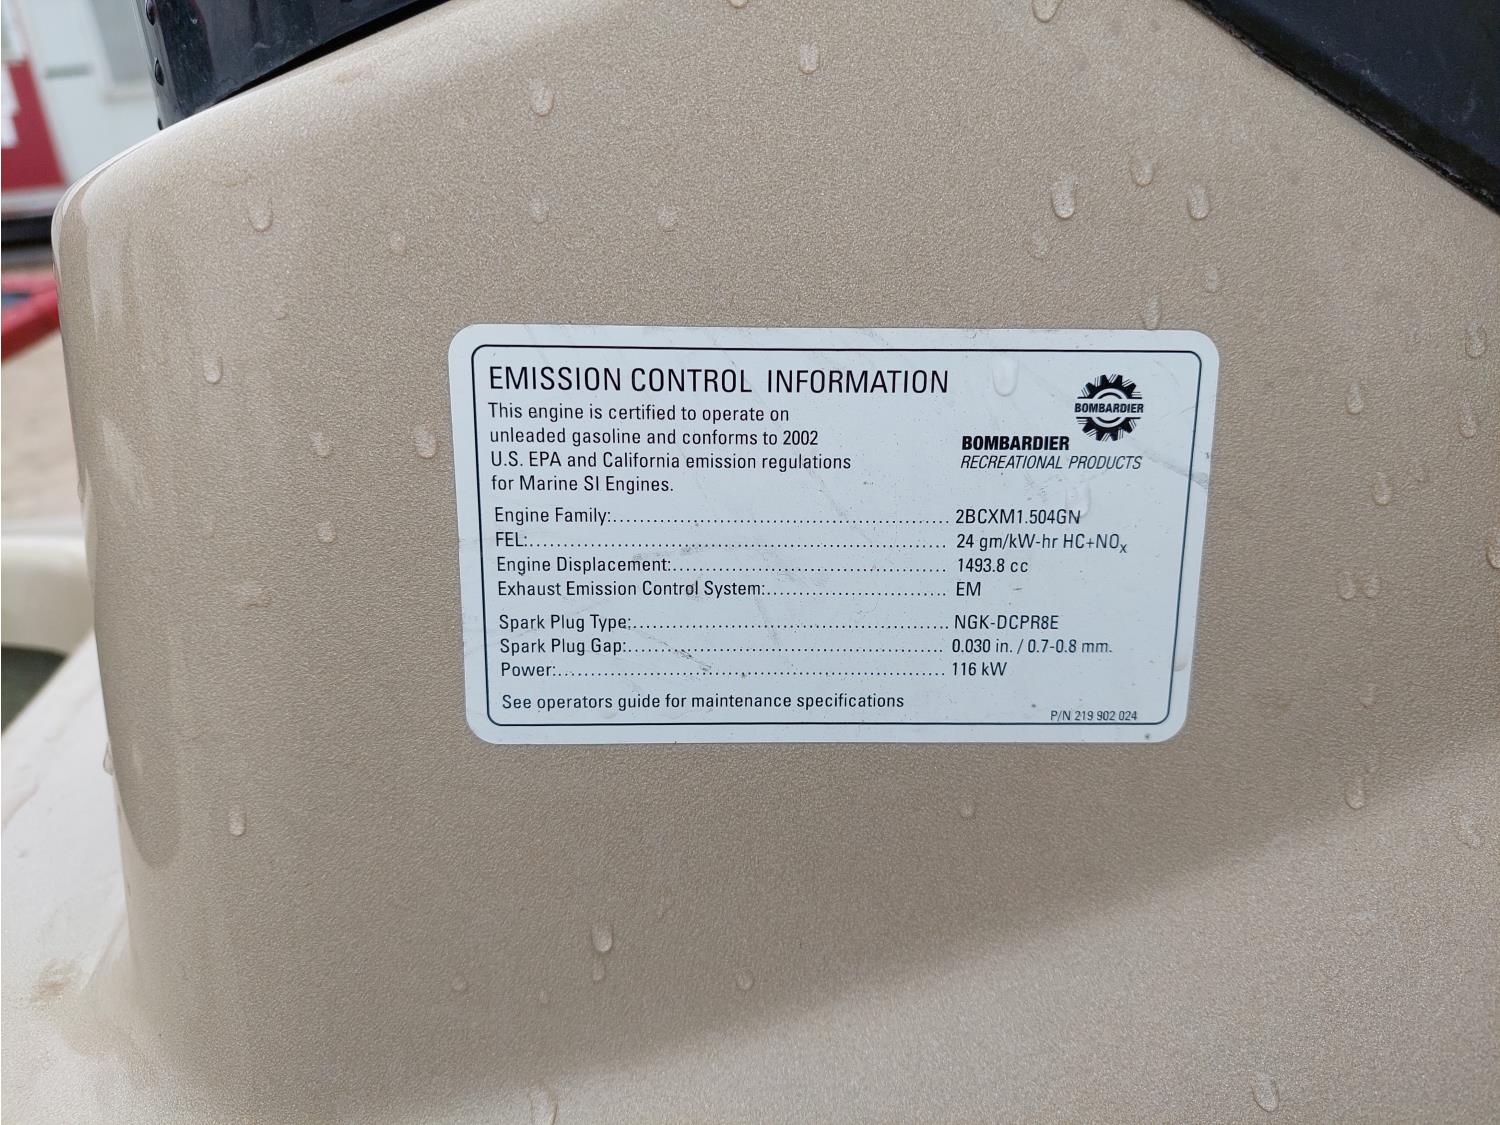 EMISSION CONTROL INFORMATION
This engine is certified to operate on
unleaded gasoline and conforms to 2002
U.S. EPA and California emission regulations
for Marine SI Engines.
BOMBARDIER
BOMBARDIER
RECREATIONAL PRODUCTS
Engine Family:........................................ 2BCXM1.504GN
FEL:........................................ 24 gm/kW-hr HC+NOx
Engine Displacement:........................................ 1493.8 cc
Exhaust Emission Control System:........................... EM
Spark Plug Type:........................................ NGK-DCPR8E
Spark Plug Gap:........................................ 0.030 in. / 0.7-0.8 mm.
Power:........................................ 116 kW
See operators guide for maintenance specifications
P/N 219 902 024